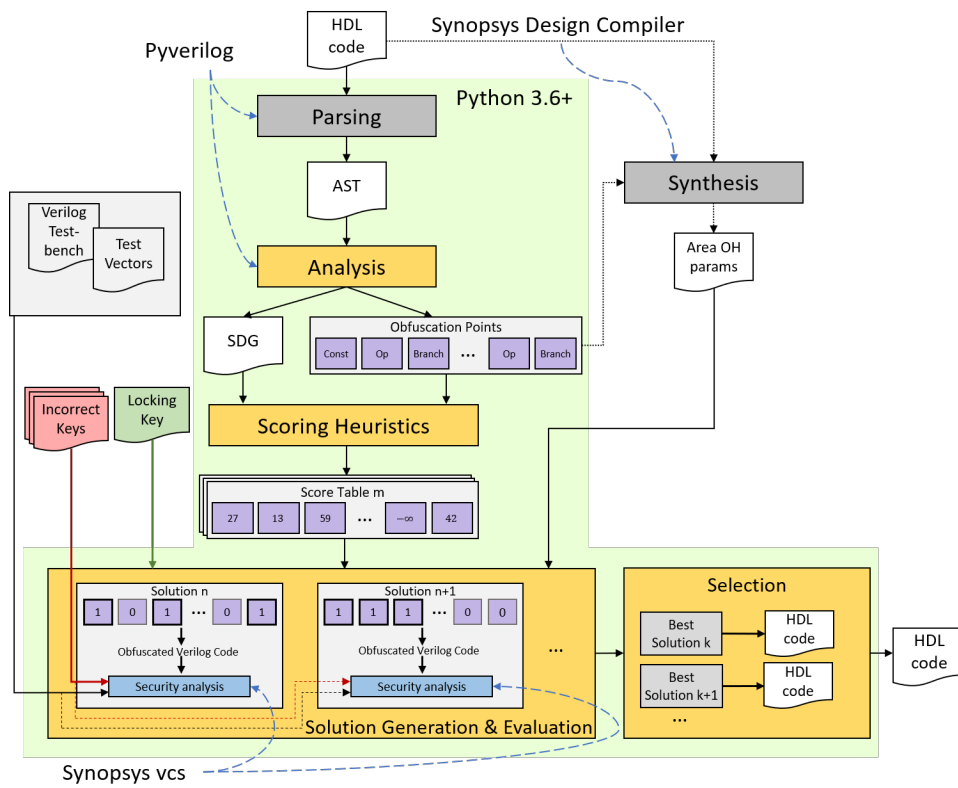 HDL
code
Synopsys Design Compiler
Pyverilog
Python 3.6+
Parsing
AST
Synthesis
Verilog
Test-
bench
Test
Vectors
Area OH
params
Analysis
SDG
Obfuscation Points
Const Op Branch ... Op Branch
Incorrect
Keys
Locking
Key
Scoring Heuristics
Score Table m
27 13 59 ... −∞ 42
Solution n
1 0 1 ... 0 1
Obfuscated Verilog Code
Security analysis
Solution n+1
1 1 1 ... 0 0
Obfuscated Verilog Code
Security analysis
...
Solution Generation & Evaluation
Selection
Best
Solution k
HDL
code
Best
Solution k+1
HDL
code
...
HDL
code
Synopsys vcs